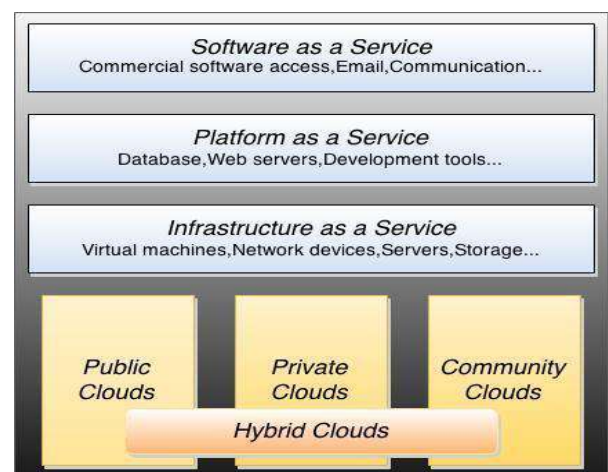 Software as a Service
Commercial software access,Email,Communication...
Platform as a Service
Database,Web servers,Development tools...
Infrastructure as a Service
Virtual machines,Network devices,Servers,Storage...
Public
Clouds
Private
Clouds
Community
Clouds
Hybrid Clouds